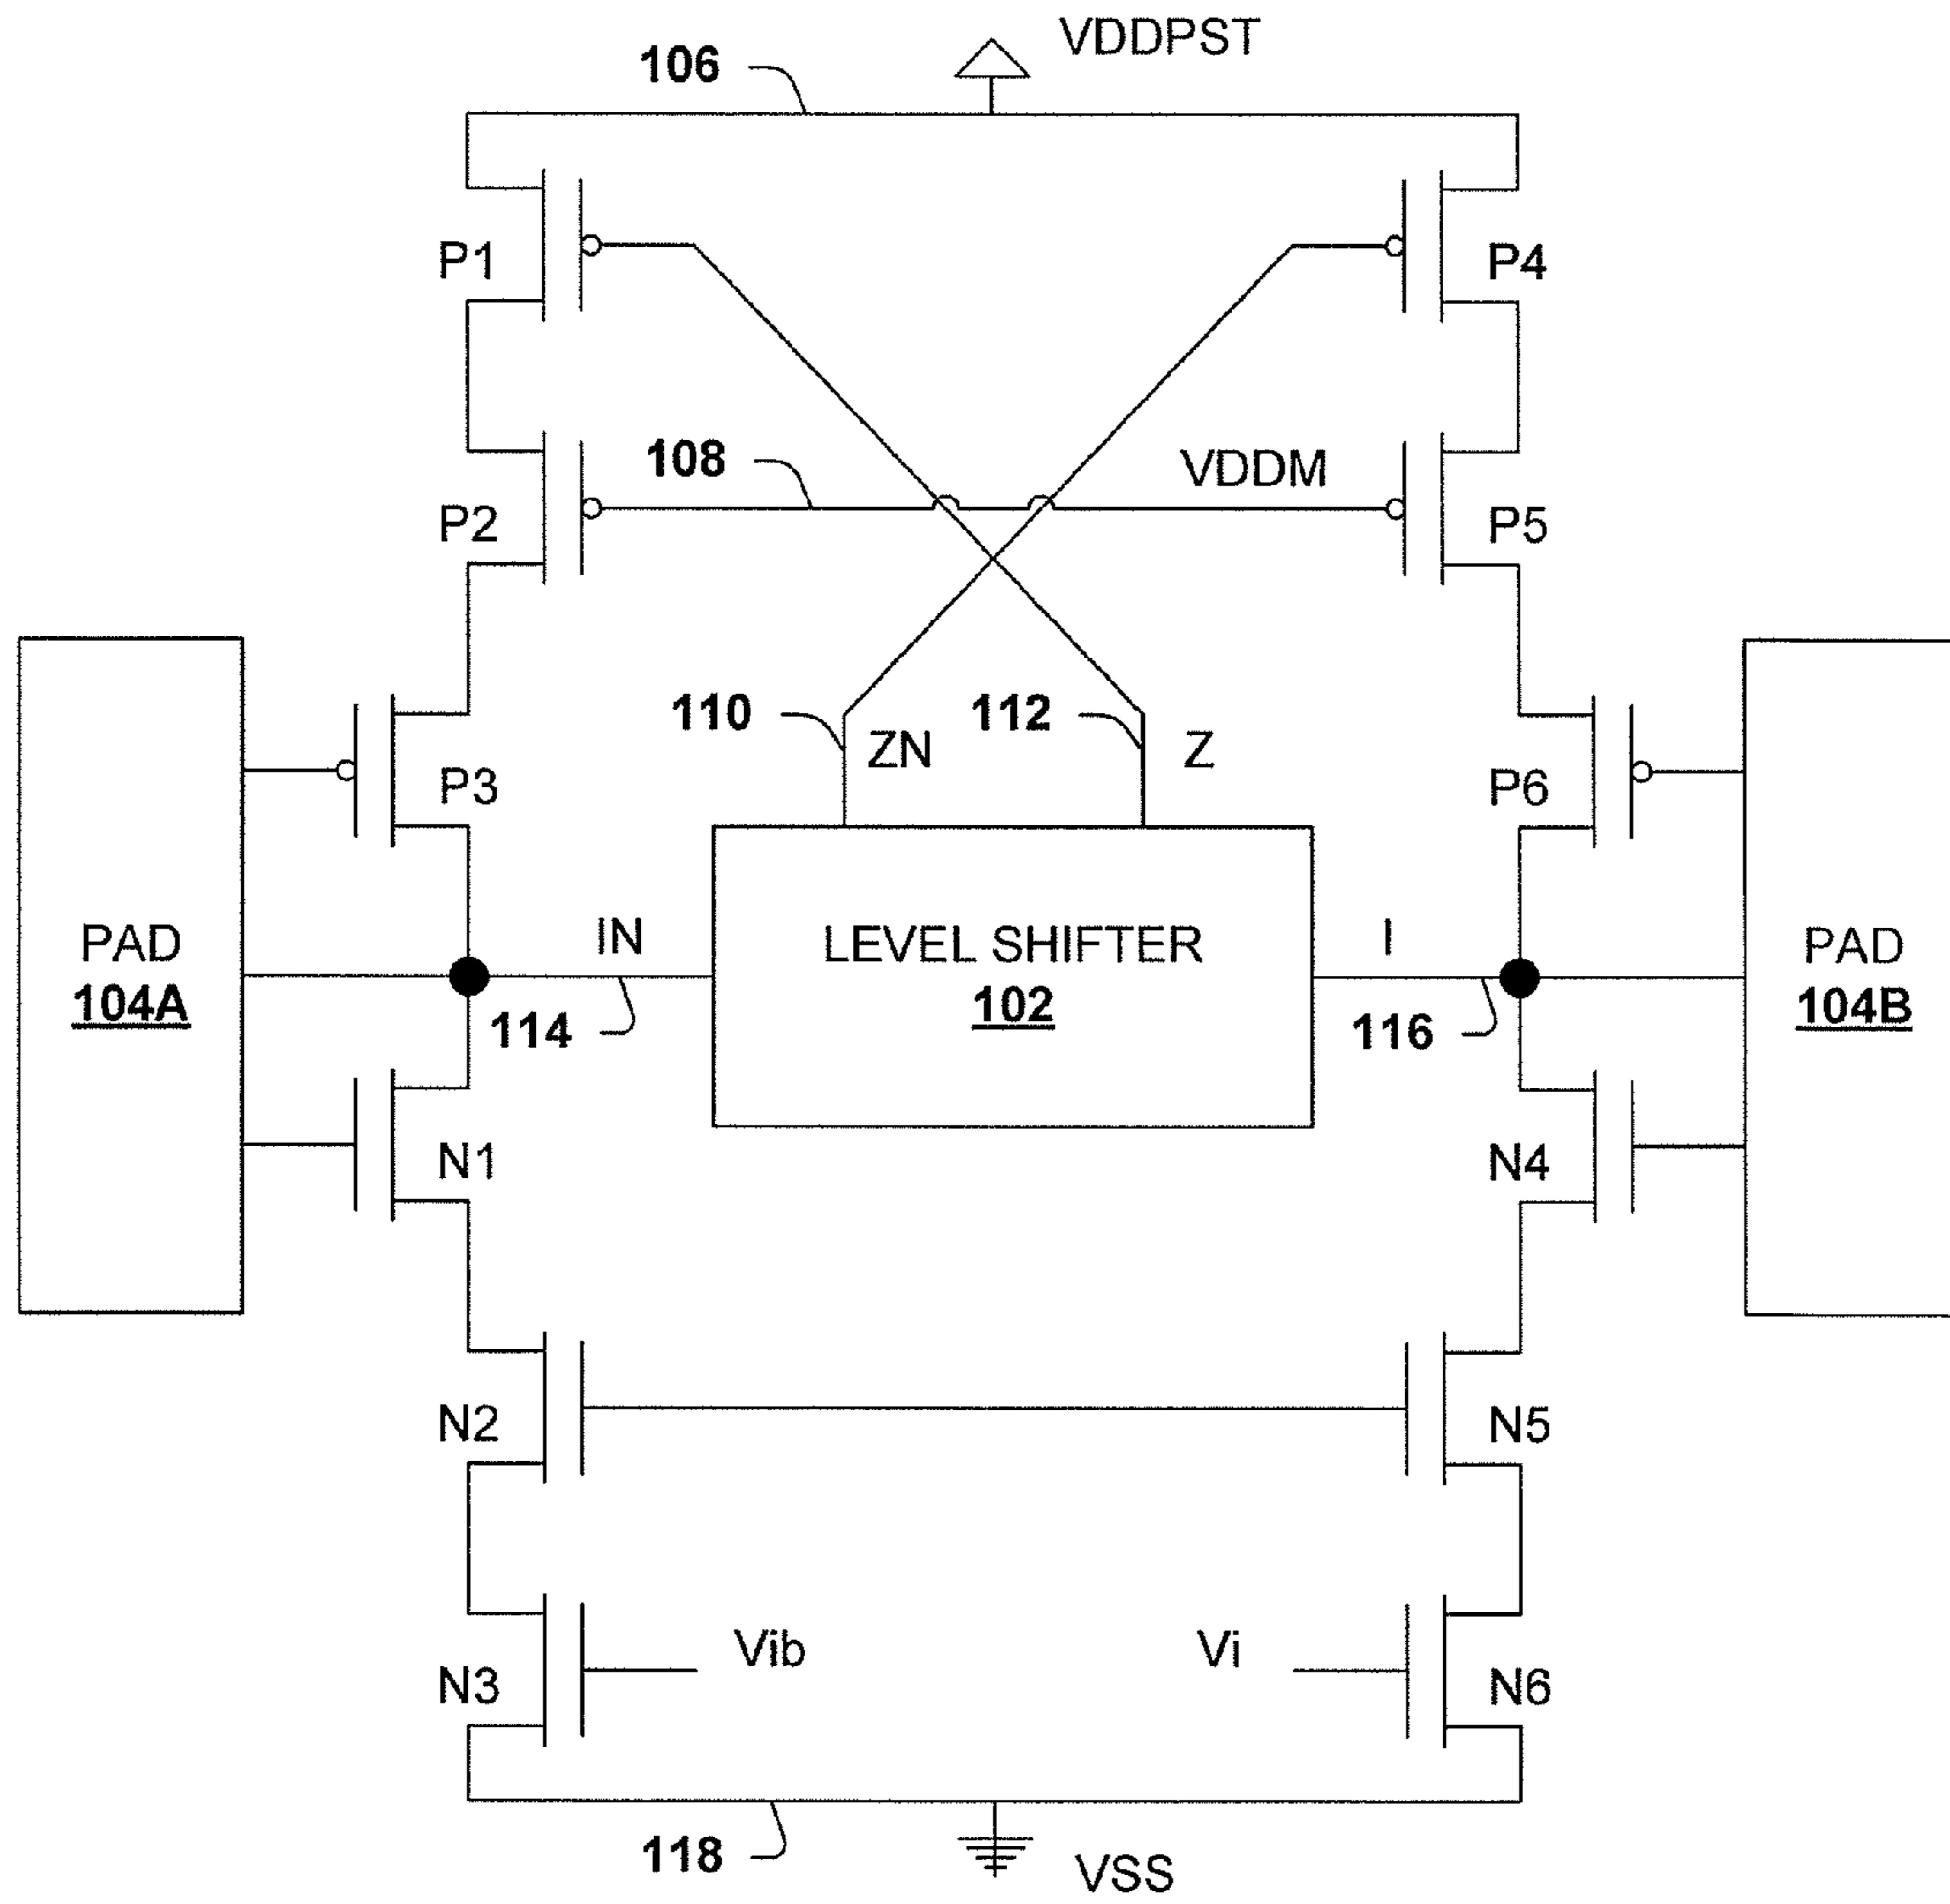 VDDPST
106
P1
P4
108
VDDM
P2
P5
110
ZN
112
Z
P3
P6
PAD
104A
IN
LEVEL SHIFTER
102
I
PAD
104B
114
116
N1
N4
N2
N5
Vib
Vi
N3
N6
118
VSS